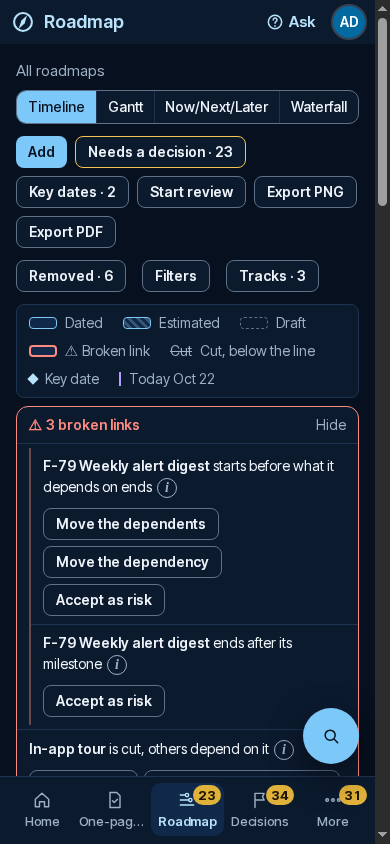 Roadmap
Ask
AD
All roadmaps
Timeline Gantt Now/Next/Later Waterfall
Add Needs a decision · 23
Key dates · 2 Start review Export PNG
Export PDF
Removed · 6 Filters Tracks · 3
Dated Estimated Draft
⚠ Broken link Cut Cut, below the line
Key date Today Oct 22
⚠ 3 broken links Hide
F-79 Weekly alert digest starts before what it
depends on ends i
Move the dependents
Move the dependency
Accept as risk
F-79 Weekly alert digest ends after its
milestone i
Accept as risk
In-app tour is cut, others depend on it i
23 34 31
Home One-pag… Roadmap Decisions More